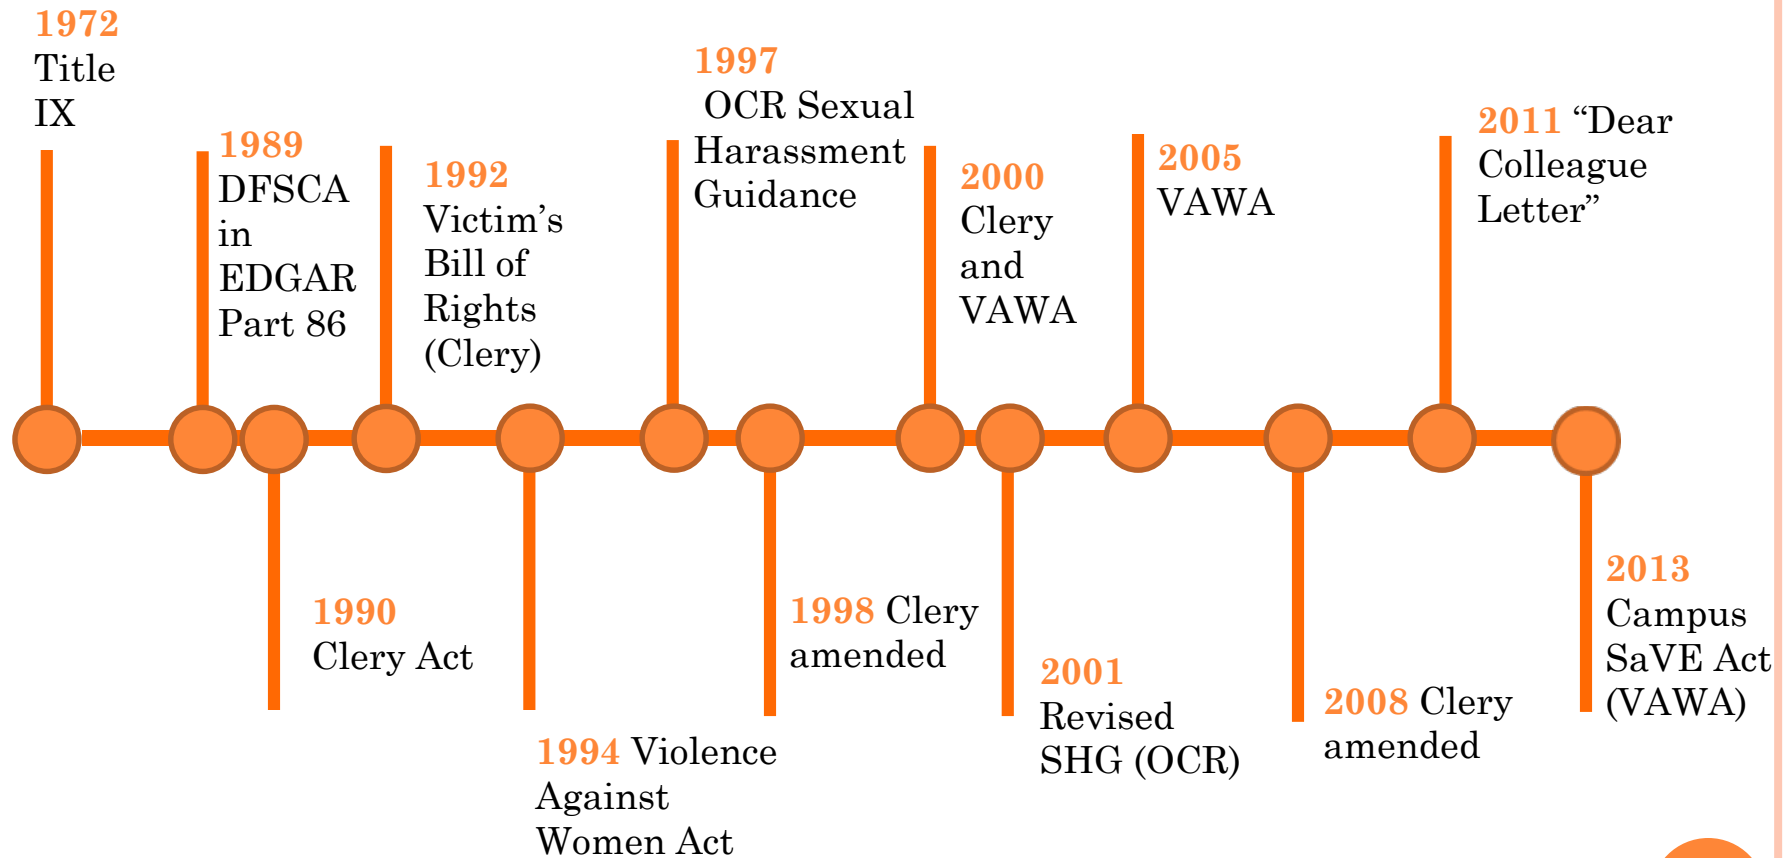 1972
Title
IX
1989
DFSCA
in
EDGAR
Part 86
1990
Clery Act
1992
Victim’s
Bill of
Rights
(Clery)
1994 Violence
Against
Women Act
1997
OCR Sexual
Harassment
Guidance
1998 Clery
amended
2000
Clery
and
VAWA
2001
Revised
SHG (OCR)
2005
VAWA
2008 Clery
amended
2011 “Dear
Colleague
Letter”
2013
Campus
SaVE Act
(VAWA)